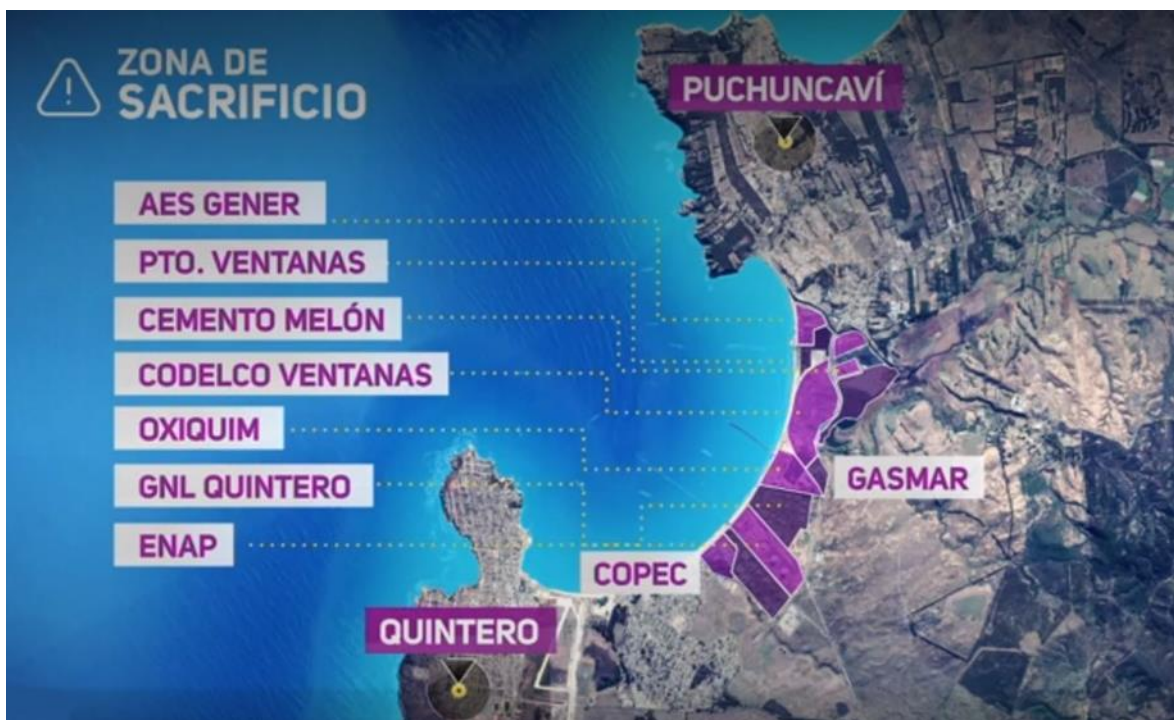 ZONA DE
SACRIFICIO
PUCHUNCAVÍ
AES GENER
PTO. VENTANAS
CEMENTO MELÓN
CODELCO VENTANAS
OXIQUIM
GNL QUINTERO
ENAP
GASMAR
COPEC
QUINTERO